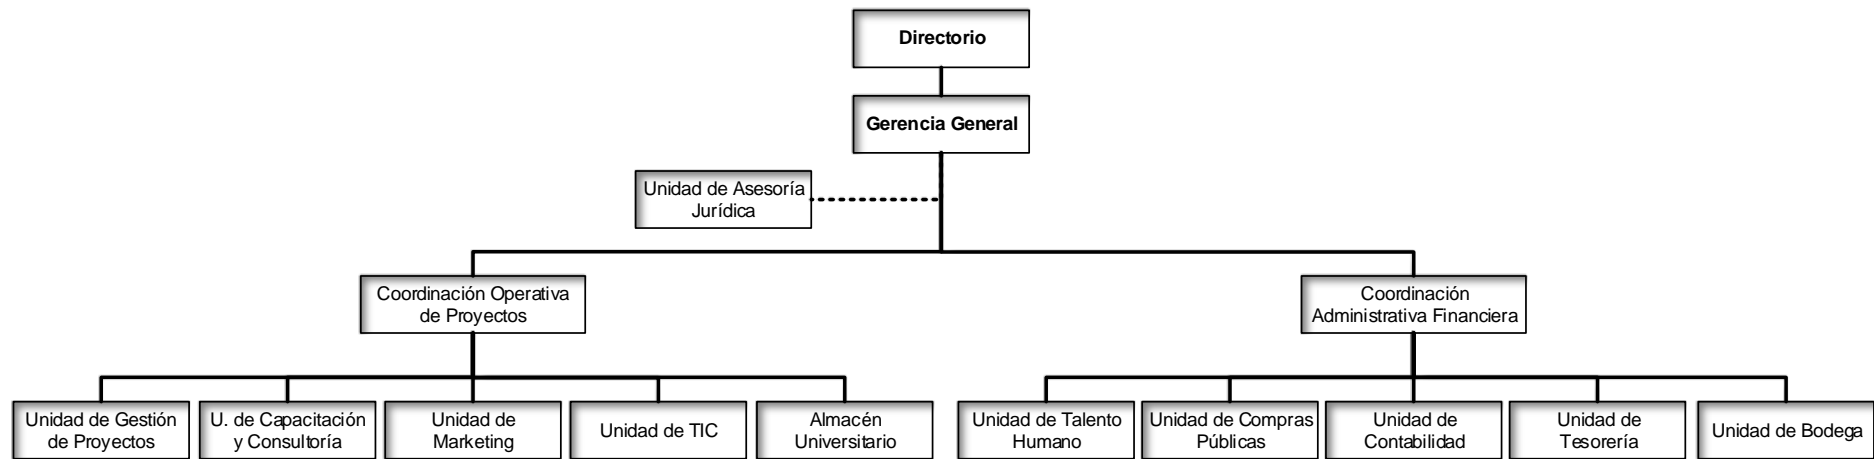 Directorio
Gerencia General
Unidad de Asesoría
Jurídica
Coordinación Operativa
de Proyectos
Coordinación
Administrativa Financiera
Unidad de Gestión
de Proyectos
U. de Capacitación
y Consultoría
Unidad de
Marketing
Unidad de TIC
Almacén
Universitario
Unidad de Talento
Humano
Unidad de Compras
Públicas
Unidad de
Contabilidad
Unidad de
Tesorería
Unidad de Bodega